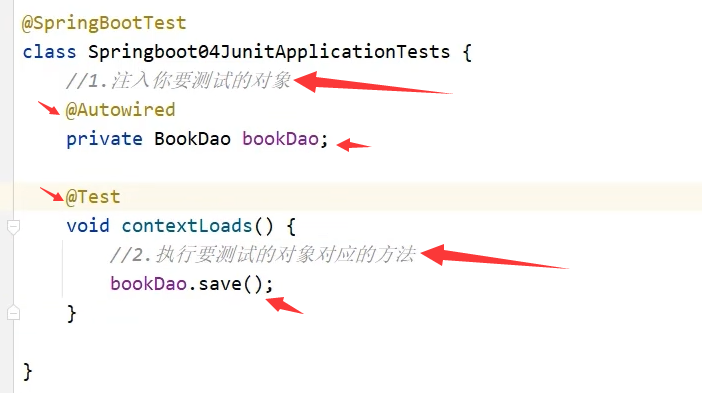 @SpringBootTest
class Springboot04JunitApplicationTests {
//1.注入你要测试的对象
@Autowired
private BookDao bookDao;
@Test
void contextLoads() {
//2.执行要测试的对象对应的方法
bookDao.save();
}
}